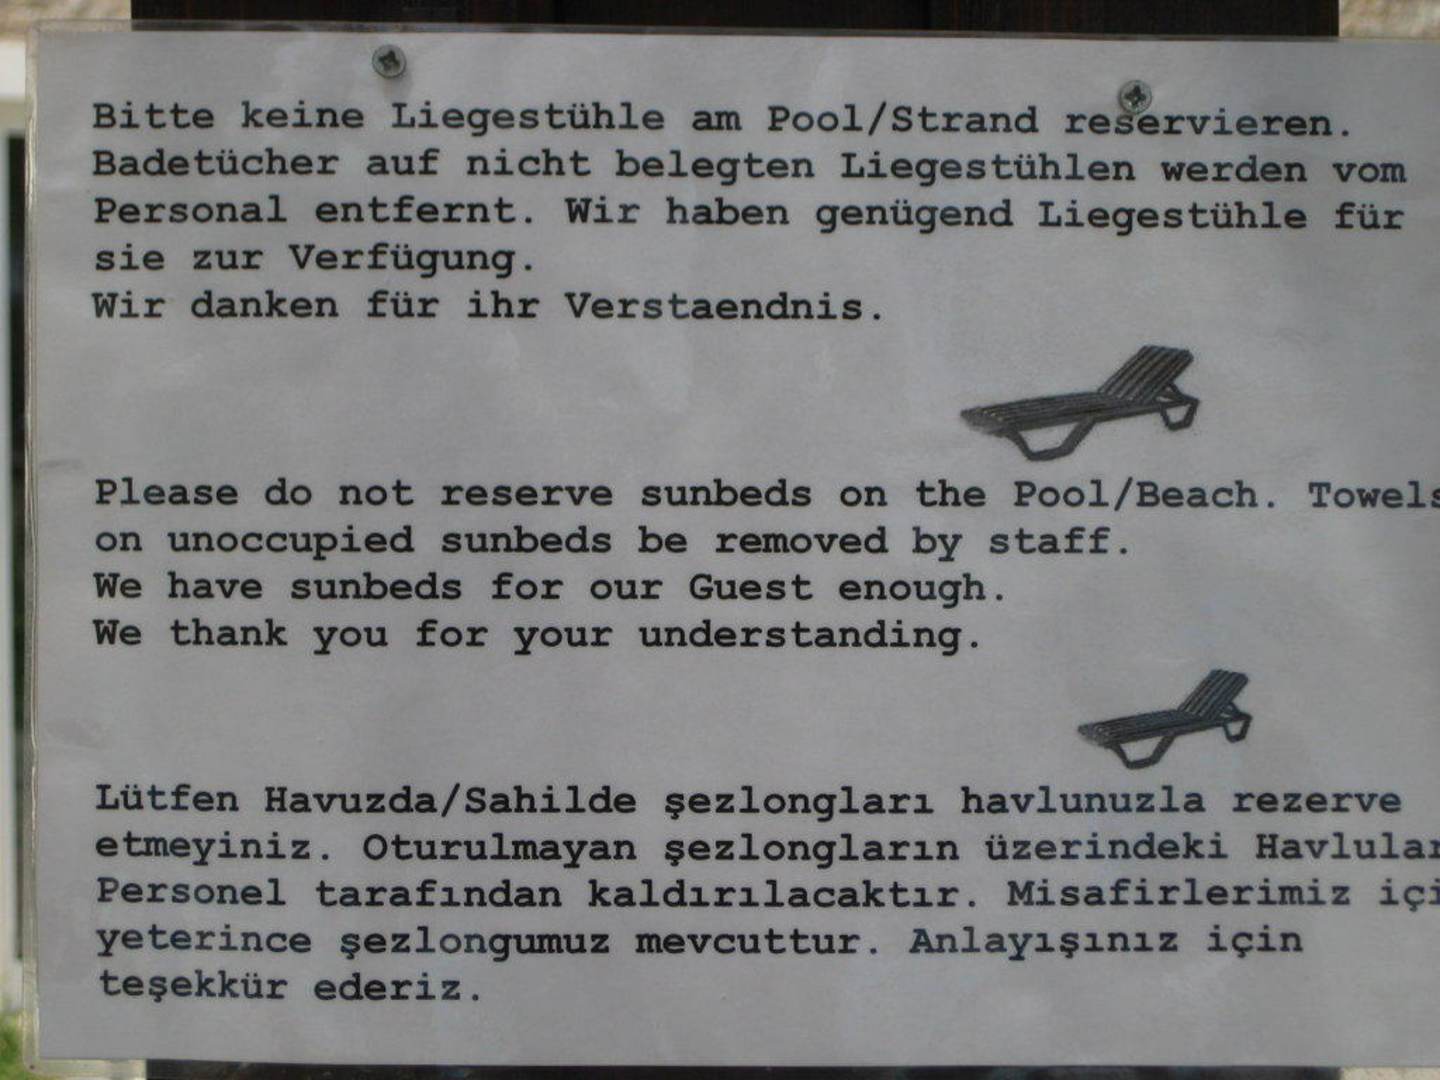 Bitte keine Liegestühle am Pool/Strand reservieren.
Badetücher auf nicht belegten Liegestühlen werden vom
Personal entfernt. Wir haben genügend Liegestühle für
sie zur Verfügung.
Wir danken für ihr Verstaendnis.
Please do not reserve sunbeds on the Pool/Beach. Towels
on unoccupied sunbeds be removed by staff.
We have sunbeds for our Guest enough.
We thank you for your understanding.
Lütfen Havuzda/Sahilde şezlongları havlunuzla rezerve
etmeyiniz. Oturulmayan şezlongların üzerindeki Havlular
Personel tarafından kaldırılacaktır. Misafirlerimiz içi
yeterince şezlongumuz mevcuttur. Anlayışınız için
teşekkür ederiz.